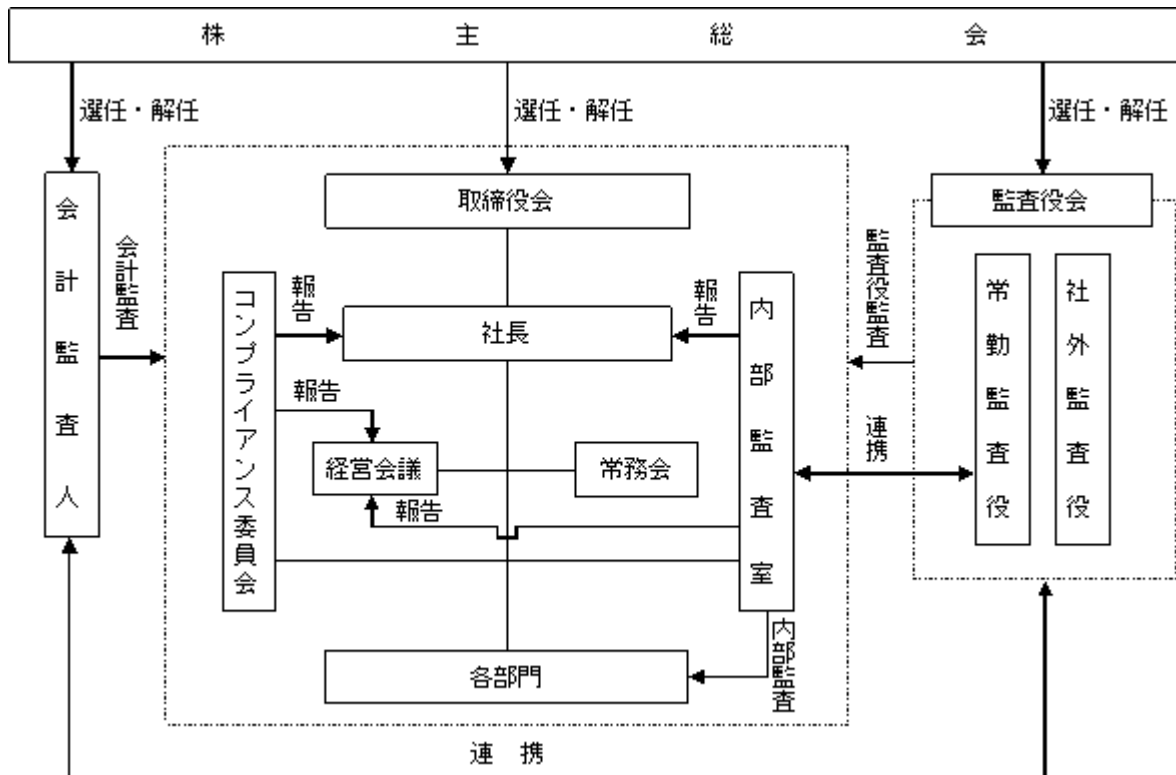 株主総会
選任・解任
選任・解任
選任・解任
会計監査人
会計監査
取締役会
監査役会
監査役監査
常勤監査役
社外監査役
コンプライアンス委員会
報告
社長
報告
内部監査室
報告
経営会議
常務会
報告
連携
各部門
内部監査
連携